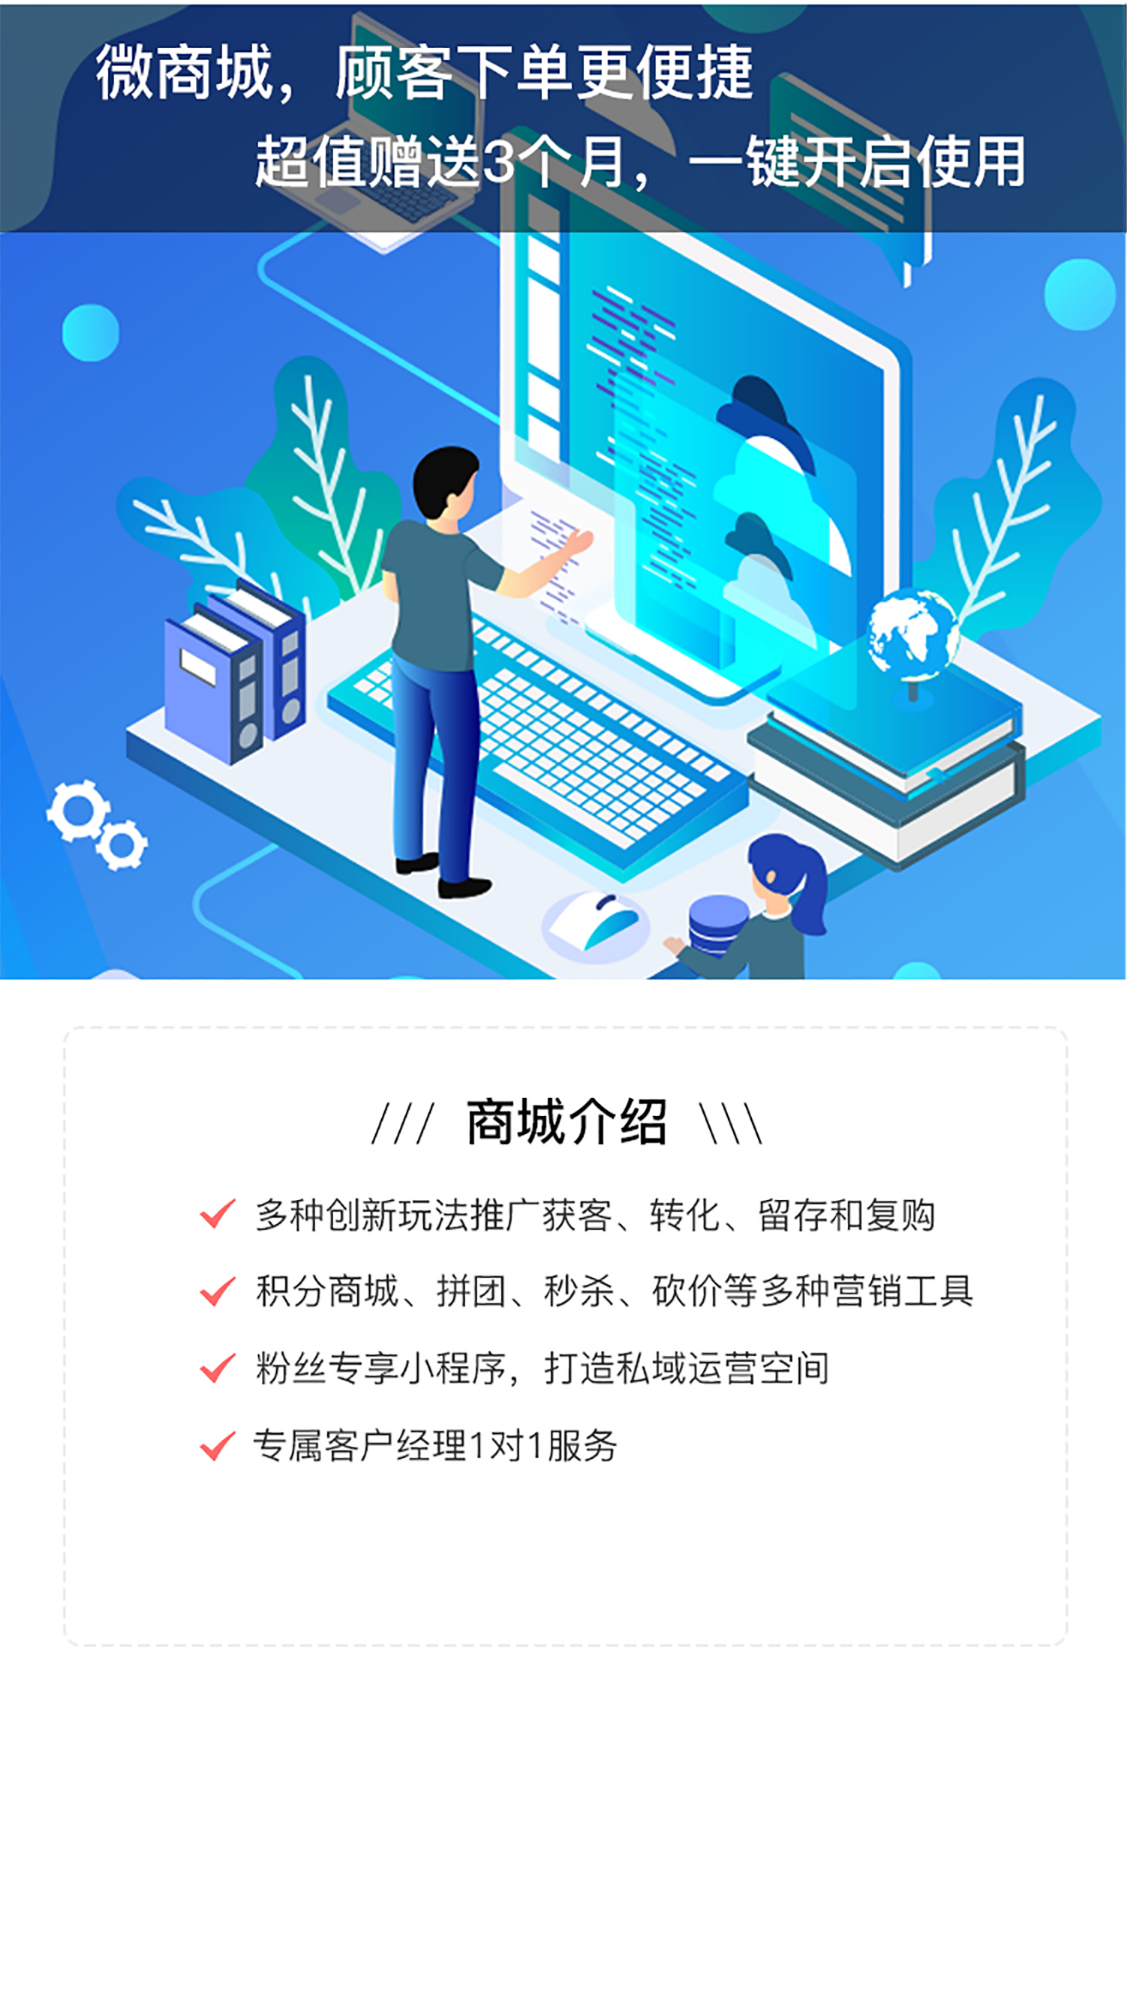 微商城，顾客下单更便捷
超值赠送3个月，一键开启使用
/// 商城介绍 \\\
多种创新玩法推广获客、转化、留存和复购
积分商城、拼团、秒杀、砍价等多种营销工具
粉丝专享小程序，打造私域运营空间
专属客户经理1对1服务